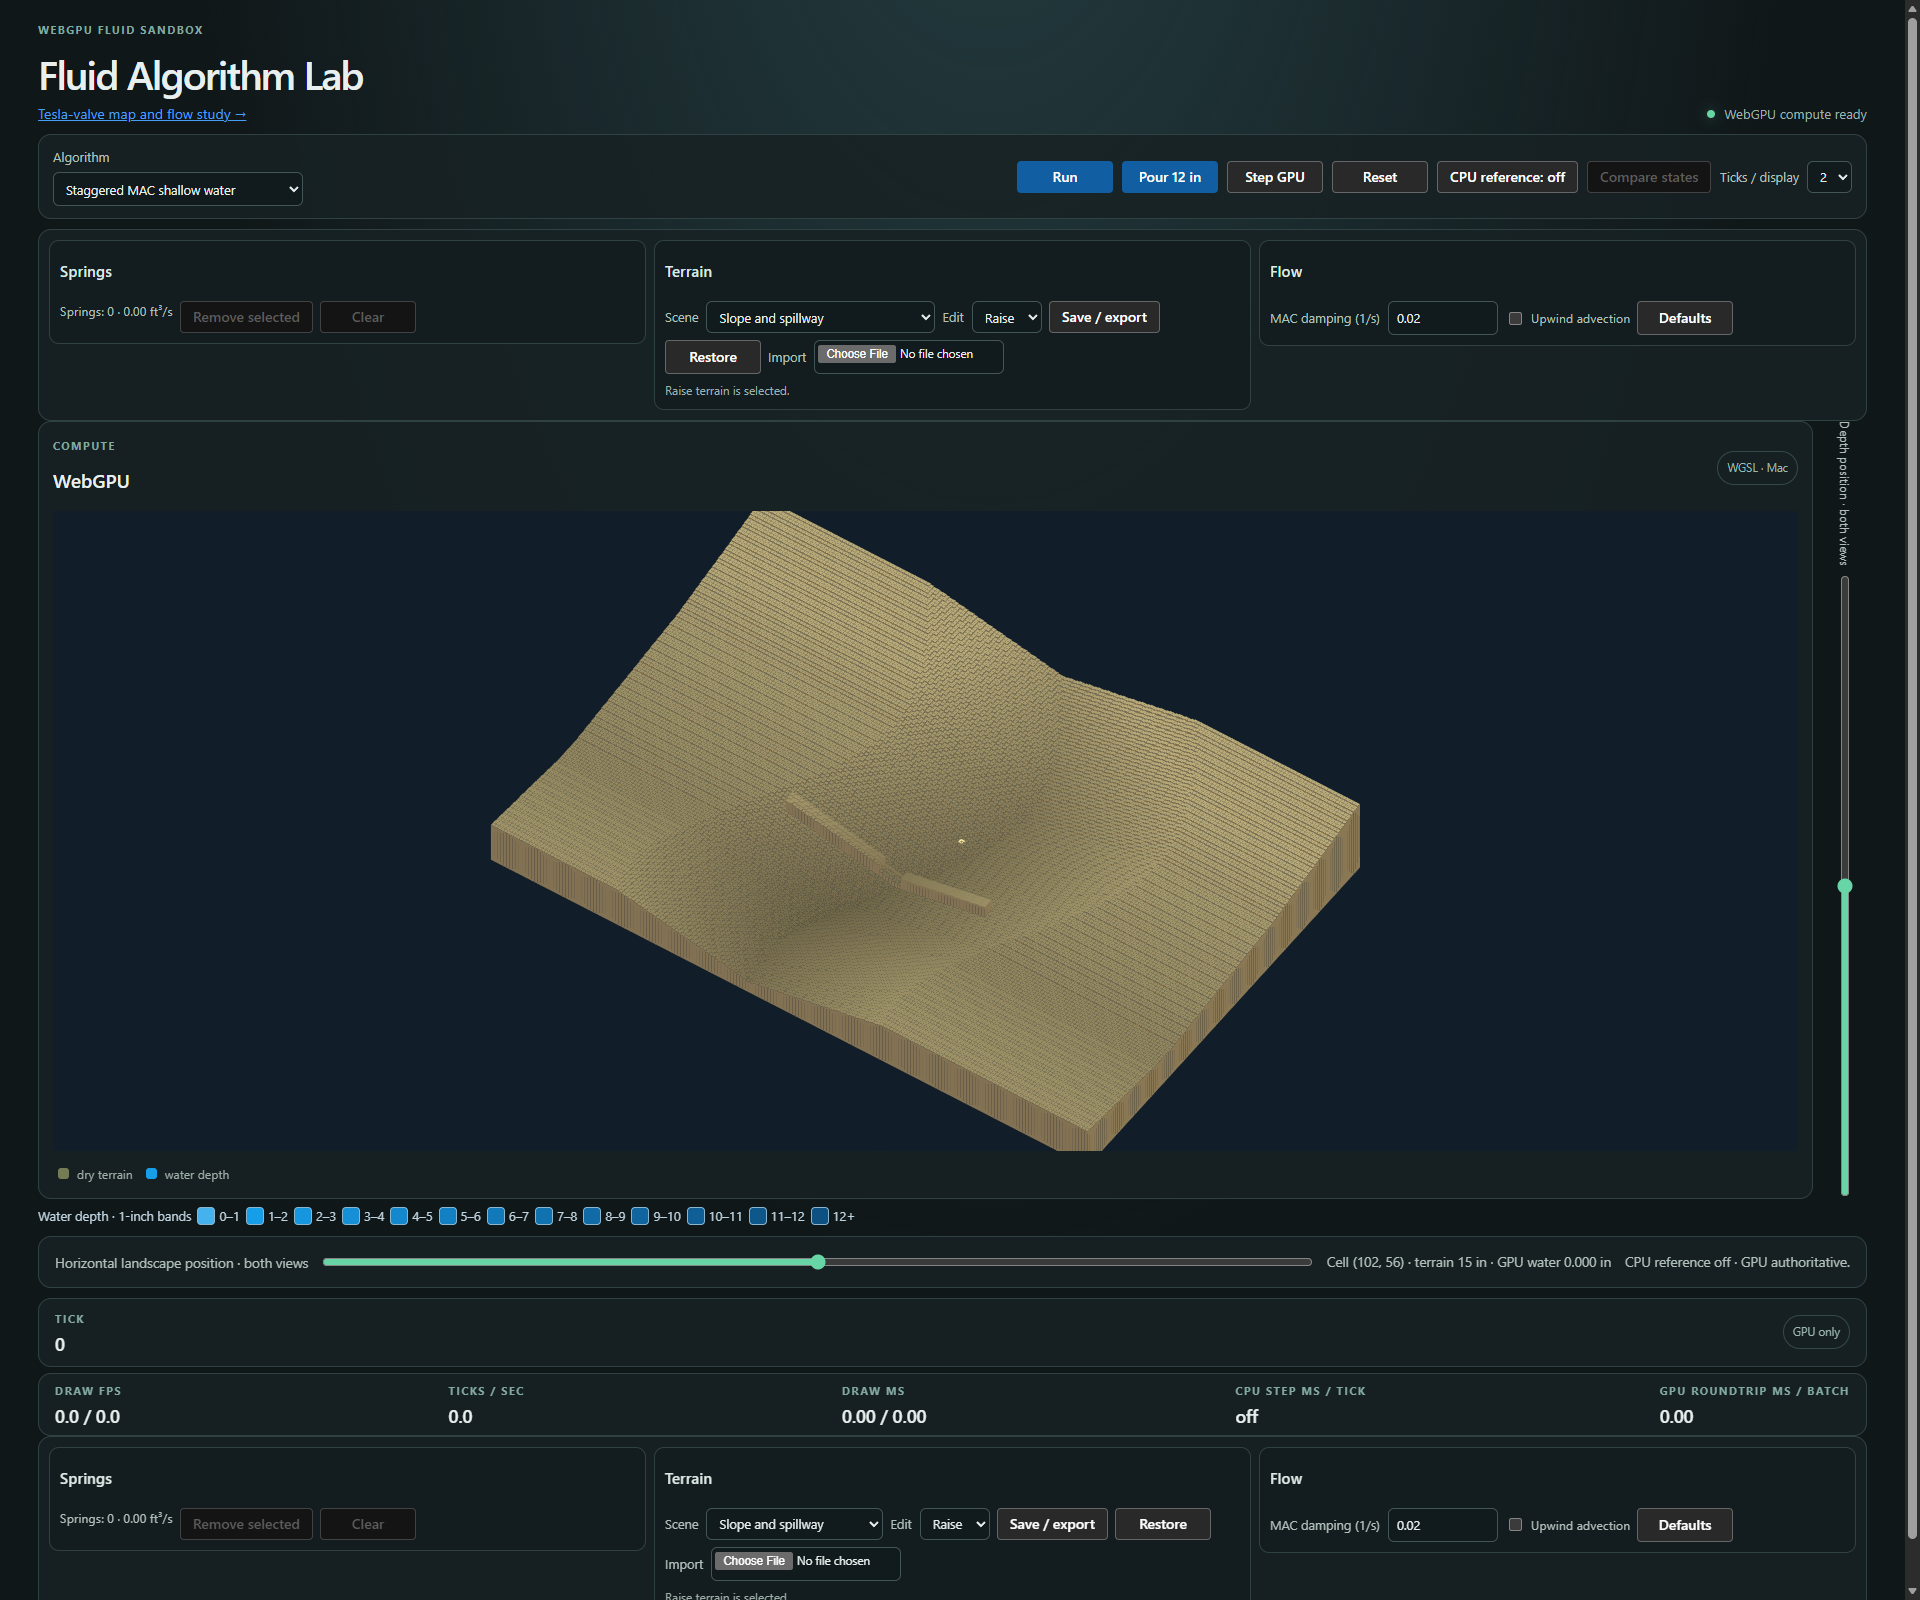 WEBGPU FLUID SANDBOX
Fluid Algorithm Lab
Tesla-valve map and flow study →
WebGPU compute ready
Algorithm
Staggered MAC shallow water
Run
Pour 12 in
Step GPU
Reset
CPU reference: off
Compare states
Ticks / display
2
Springs
Springs: 0 · 0.00 ft³/s
Remove selected
Clear
Terrain
Scene
Slope and spillway
Edit
Raise
Save / export
Restore
Import
Choose File No file chosen
Raise terrain is selected.
Flow
MAC damping (1/s)
0.02
Upwind advection
Defaults
COMPUTE
WebGPU
WGSL · Mac
Depth position · both views
dry terrain
water depth
Water depth · 1-inch bands 0–1 1–2 2–3 3–4 4–5 5–6 6–7 7–8 8–9 9–10 10–11 11–12 12+
Horizontal landscape position · both views
Cell (102, 56) · terrain 15 in · GPU water 0.000 in
CPU reference off · GPU authoritative.
TICK
0
GPU only
DRAW FPS
0.0 / 0.0
TICKS / SEC
0.0
DRAW MS
0.00 / 0.00
CPU STEP MS / TICK
off
GPU ROUNDTRIP MS / BATCH
0.00
Springs
Springs: 0 · 0.00 ft³/s
Remove selected
Clear
Terrain
Scene
Slope and spillway
Edit
Raise
Save / export
Restore
Import
Choose File No file chosen
Raise terrain is selected.
Flow
MAC damping (1/s)
0.02
Upwind advection
Defaults